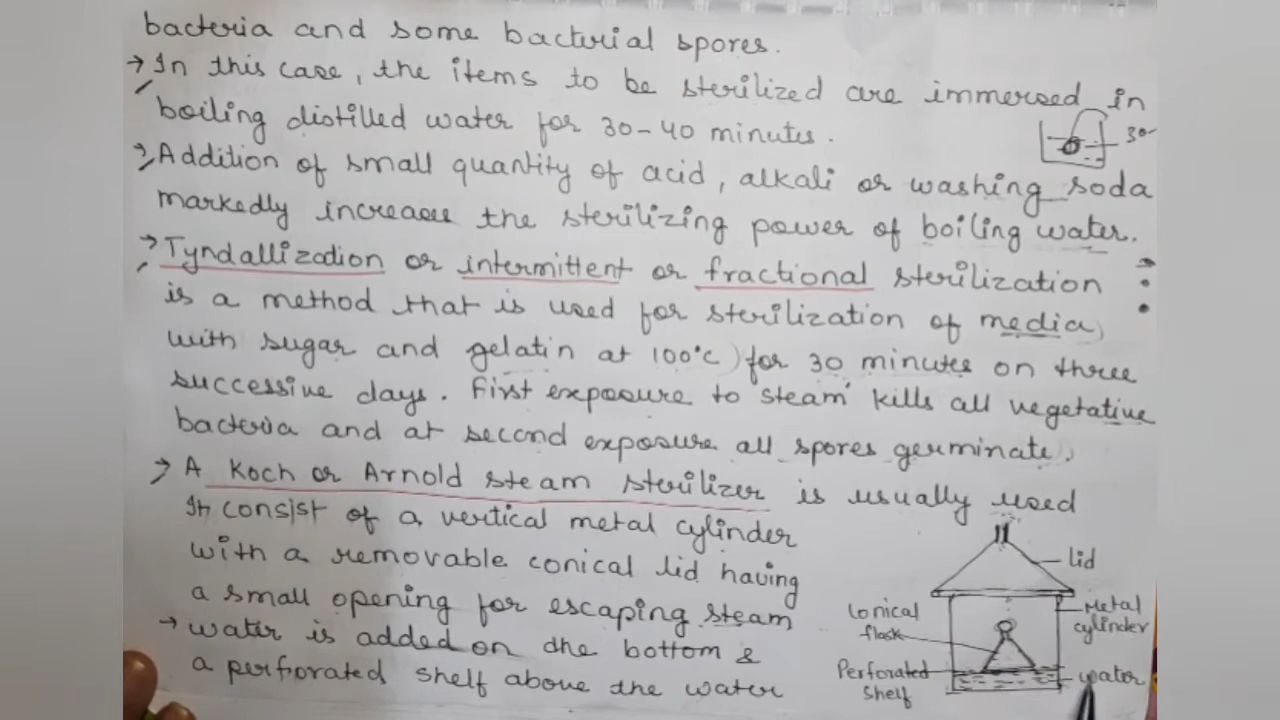 bacteria and some bacterial spores.
→ In this case, the items to be sterilized are immersed in
boiling distilled water for 30-40 minutes.
30
→ Addition of small quantity of acid, alkali or washing soda
markedly increase the sterilizing power of boiling water.
→ Tyndallization or intermittent or fractional sterilization
is a method that is used for sterilization of media,
with sugar and gelatin at 100°C) for 30 minutes on three
successive days. First exposure to steam kills all vegetative
bacteria and at second exposure all spores germinate,
→ A Koch or Arnold steam sterilizer is usually used
It consist of a vertical metal cylinder
with a removable conical lid having
a small opening for escaping steam
→ water is added on the bottom &
a perforated shelf above the water
lid
Metal
cylinder
Conical
flask
Perforated
shelf
water